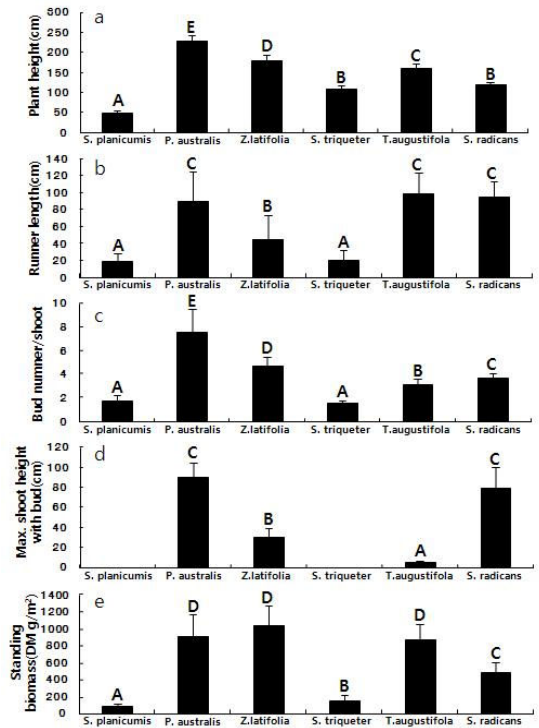 a
Plant height(cm)
300
250
200
150
100
50
0
A
E
D
B
C
B
S. planicumis
P. australis
Z.latifolia
S. triqueter
T.augustifola
S. radicans
b
Runner length(cm)
140
120
100
80
60
40
20
0
A
C
B
A
C
C
S. planicumis
P. australis
Z.latifolia
S. triqueter
T.augustifola
S. radicans
c
Bud numner/shoot
10
8
6
4
2
0
A
E
D
A
B
C
S. planicumis
P. australis
Z.latifolia
S. triqueter
T.augustifola
S. radicans
d
Max. shoot height
with bud(cm)
120
100
80
60
40
20
0
C
B
A
C
S. planicumis
P. australis
Z.latifolia
S. triqueter
T.augustifola
S. radicans
e
Standing
biomass(DM g/m²)
1400
1200
1000
800
600
400
200
0
A
D
D
B
D
C
S. planicumis
P. australis
Z.latifolia
S. triqueter
T.augustifola
S. radicans